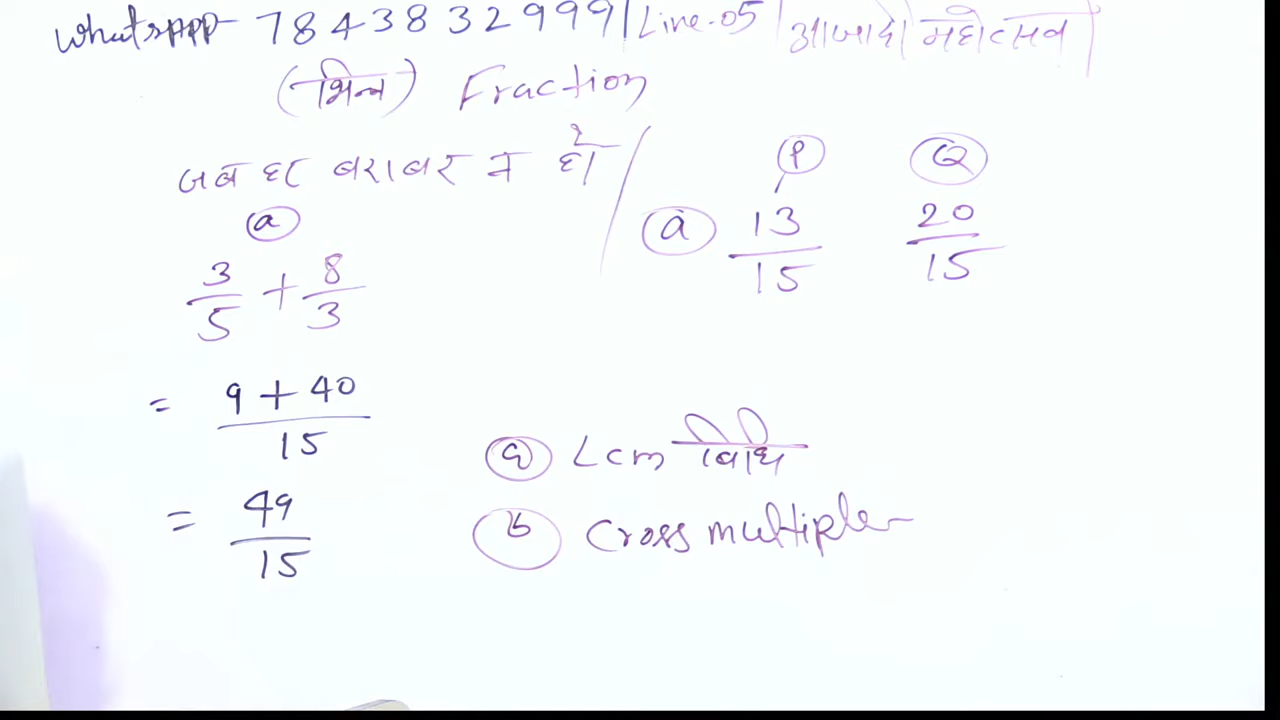 Whatsppp- 7843832999 | Line-05 | आजादी महोत्सव
(भिन्न) Fraction
जब हर बराबर न हो
a
3/5 + 8/3
= 9+40/15
= 49/15
P Q
a 13/15 20/15
Lcm विधि
b Cross multiple